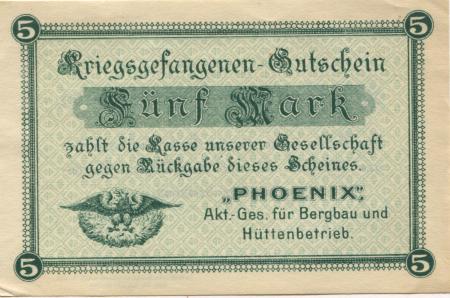 5 5
Kriegsgefangenen-Gutschein
Fünf Mark
zahlt die Kasse unserer Gesellschaft
gegen Rückgabe dieses Scheines.
„PHOENIX",
Akt.-Ges. für Bergbau und
Hüttenbetrieb.
5 5